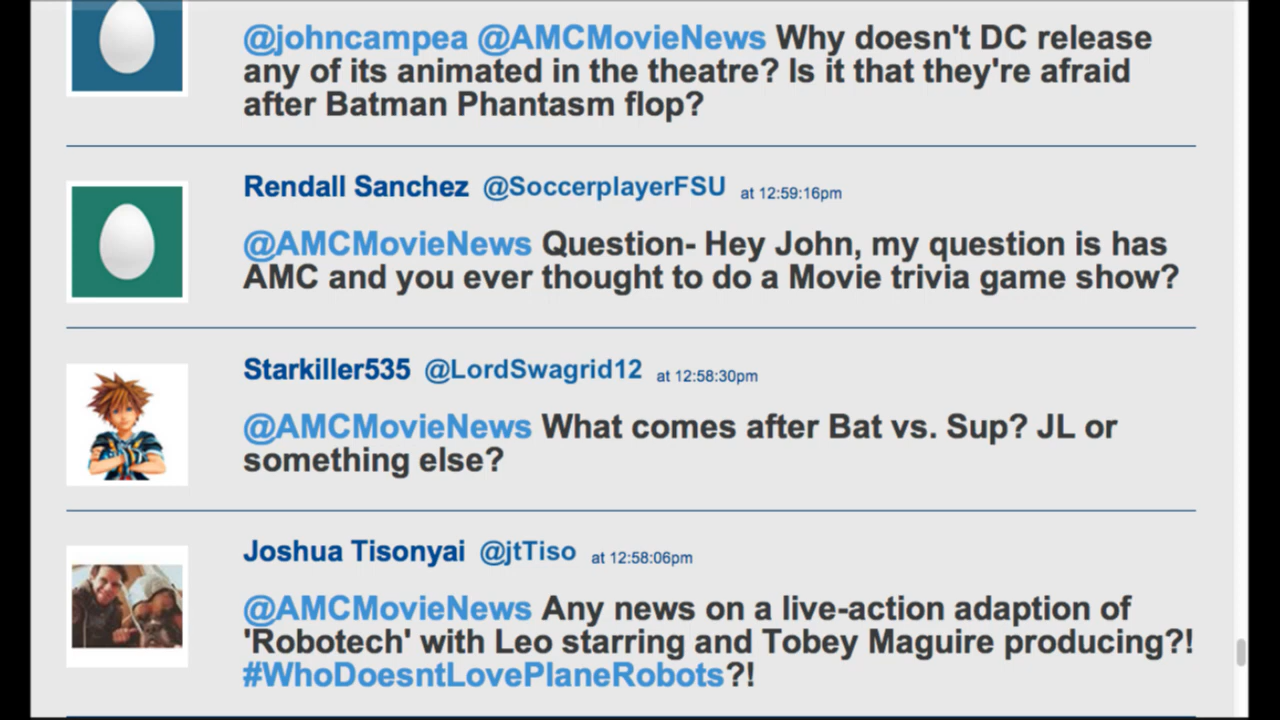 @johncampea @AMCMovieNews Why doesn't DC release
any of its animated in the theatre? Is it that they're afraid
after Batman Phantasm flop?
Rendall Sanchez @SoccerplayerFSU at 12:59:16pm
@AMCMovieNews Question- Hey John, my question is has
AMC and you ever thought to do a Movie trivia game show?
Starkiller535 @LordSwagrid12 at 12:58:30pm
@AMCMovieNews What comes after Bat vs. Sup? JL or
something else?
Joshua Tisonyai @jtTiso at 12:58:06pm
@AMCMovieNews Any news on a live-action adaption of
'Robotech' with Leo starring and Tobey Maguire producing?!
#WhoDoesntLovePlaneRobots?!